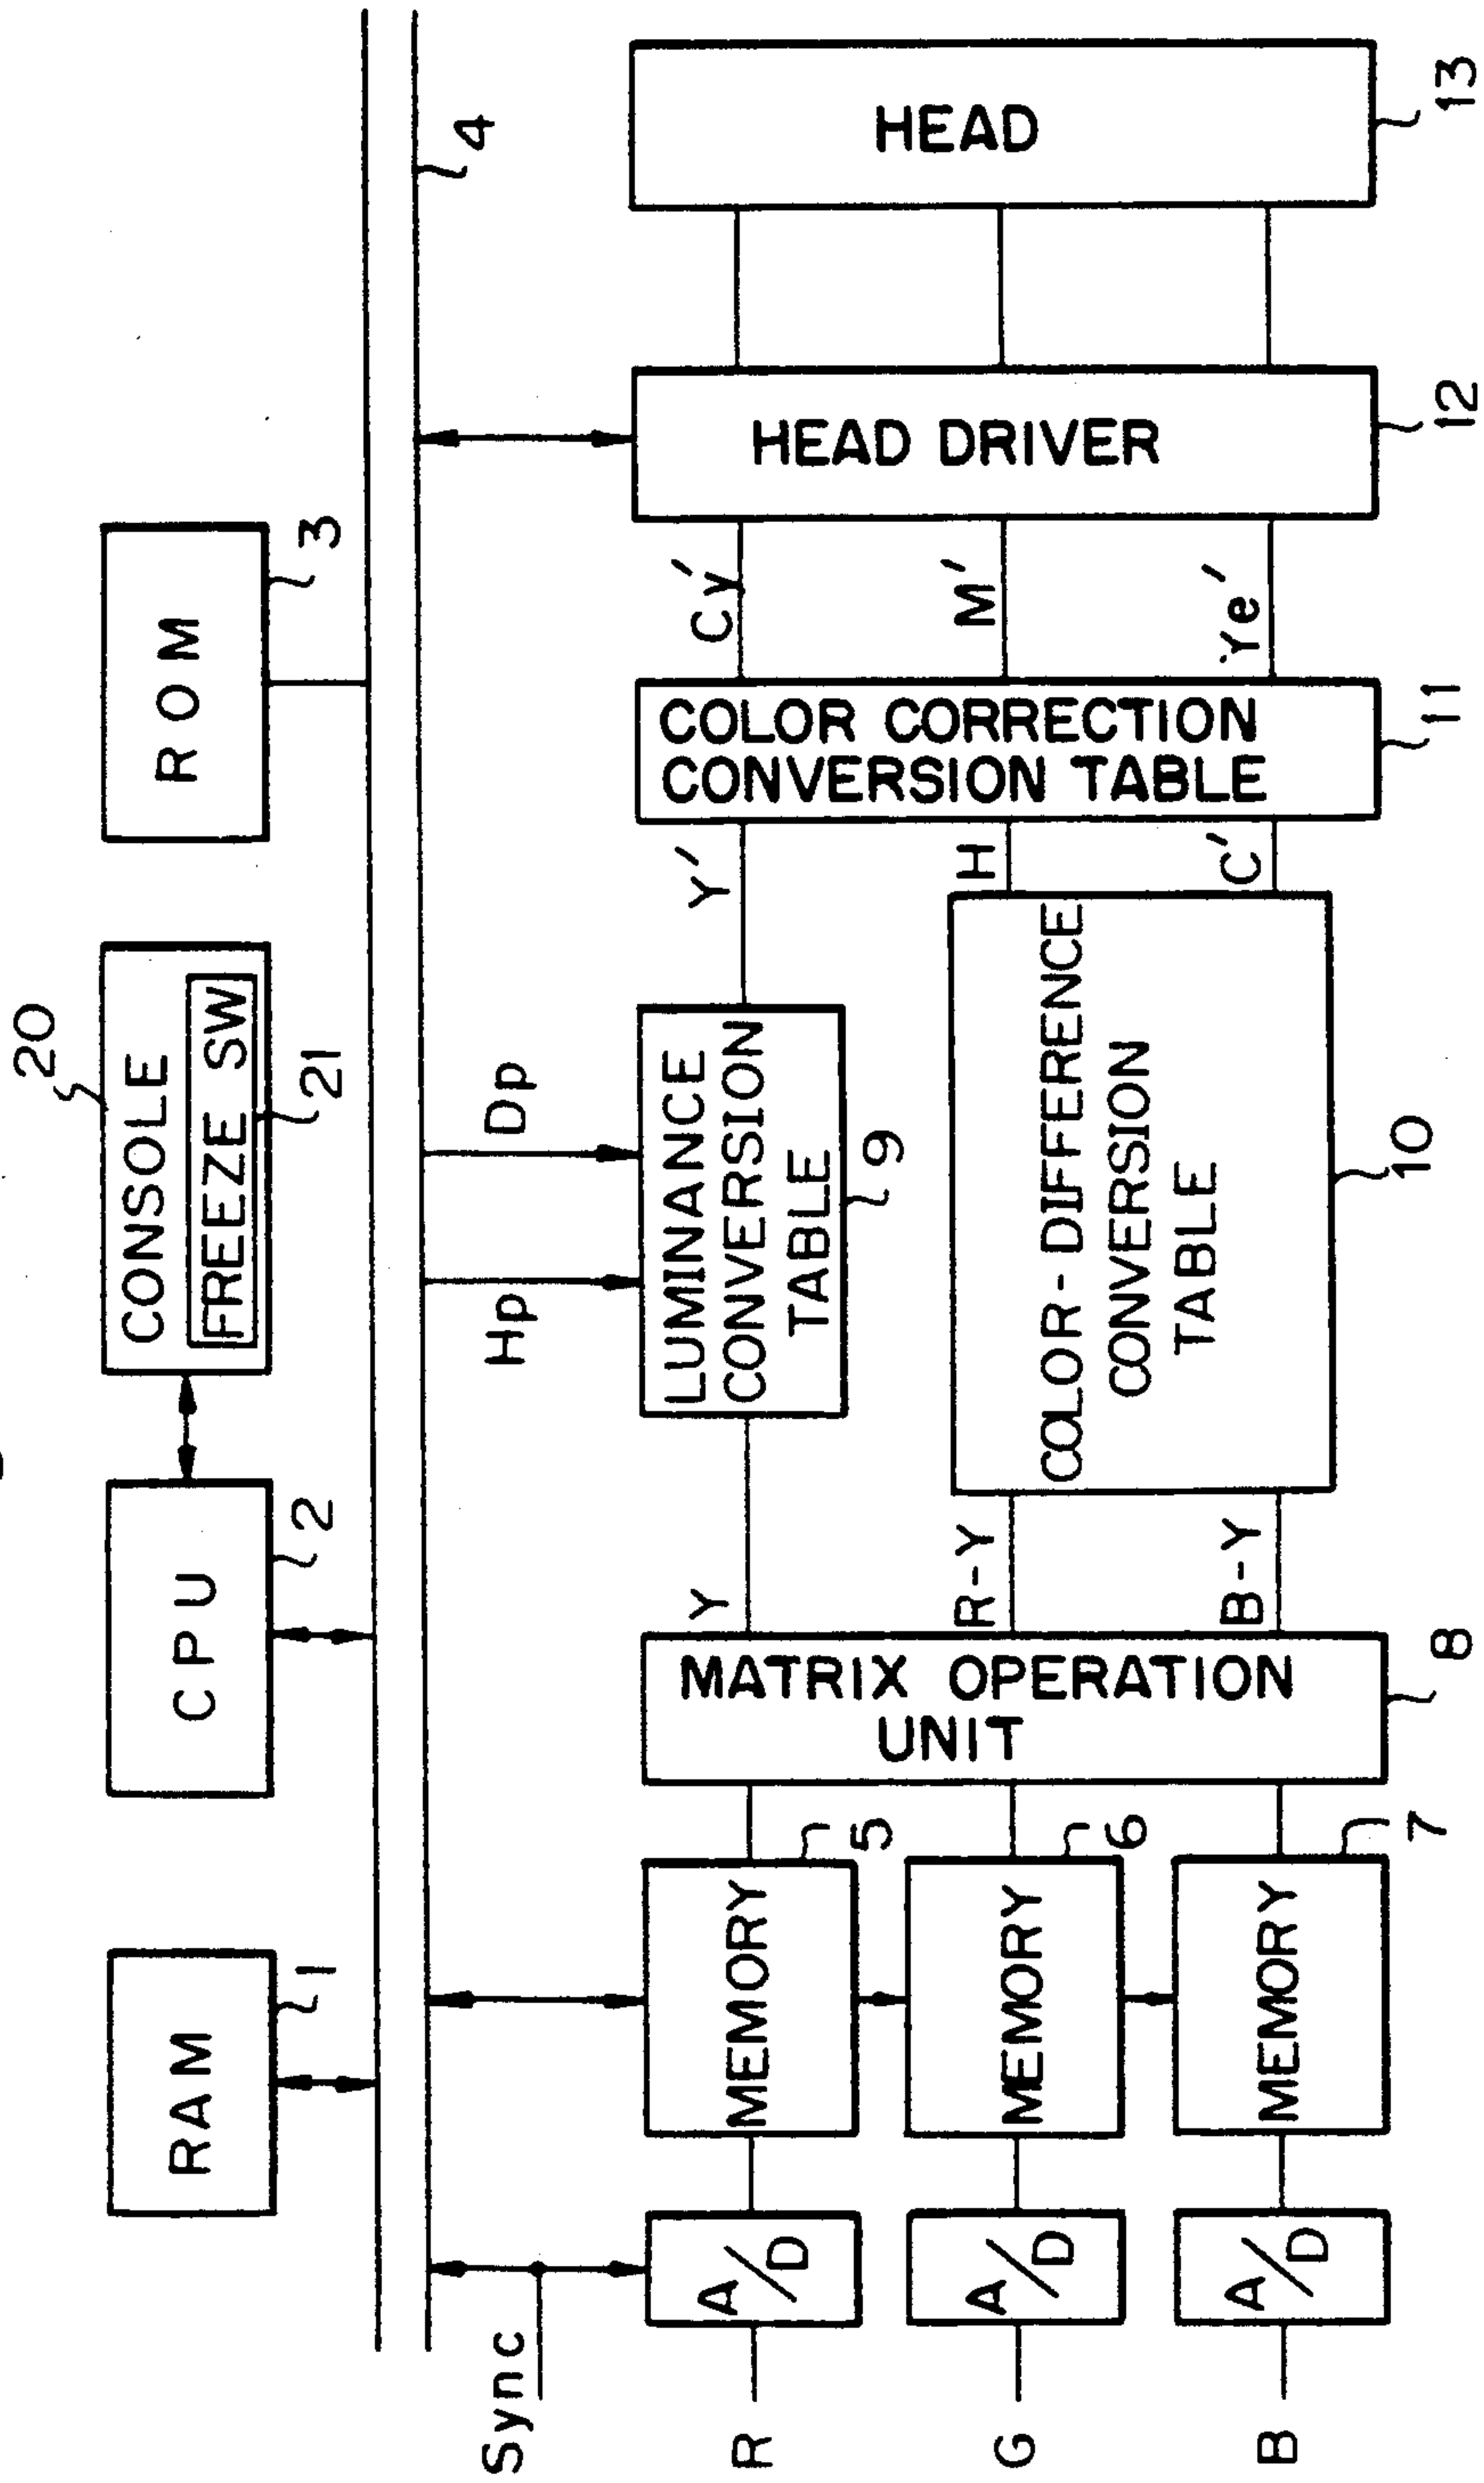 20
RAM
1
CPU
2
CONSOLE
FREEZE SW
21
ROM
3
4
Sync
Hp
Dp
R
A/D
MEMORY
5
G
A/D
MEMORY
6
B
A/D
MEMORY
7
MATRIX OPERATION
UNIT
8
Y
R-Y
B-Y
LUMINANCE
CONVERSION
TABLE
9
COLOR-DIFFERENCE
CONVERSION
TABLE
10
Y'
H
C'
COLOR CORRECTION
CONVERSION TABLE
11
Cy'
M'
Ye'
HEAD DRIVER
12
HEAD
13